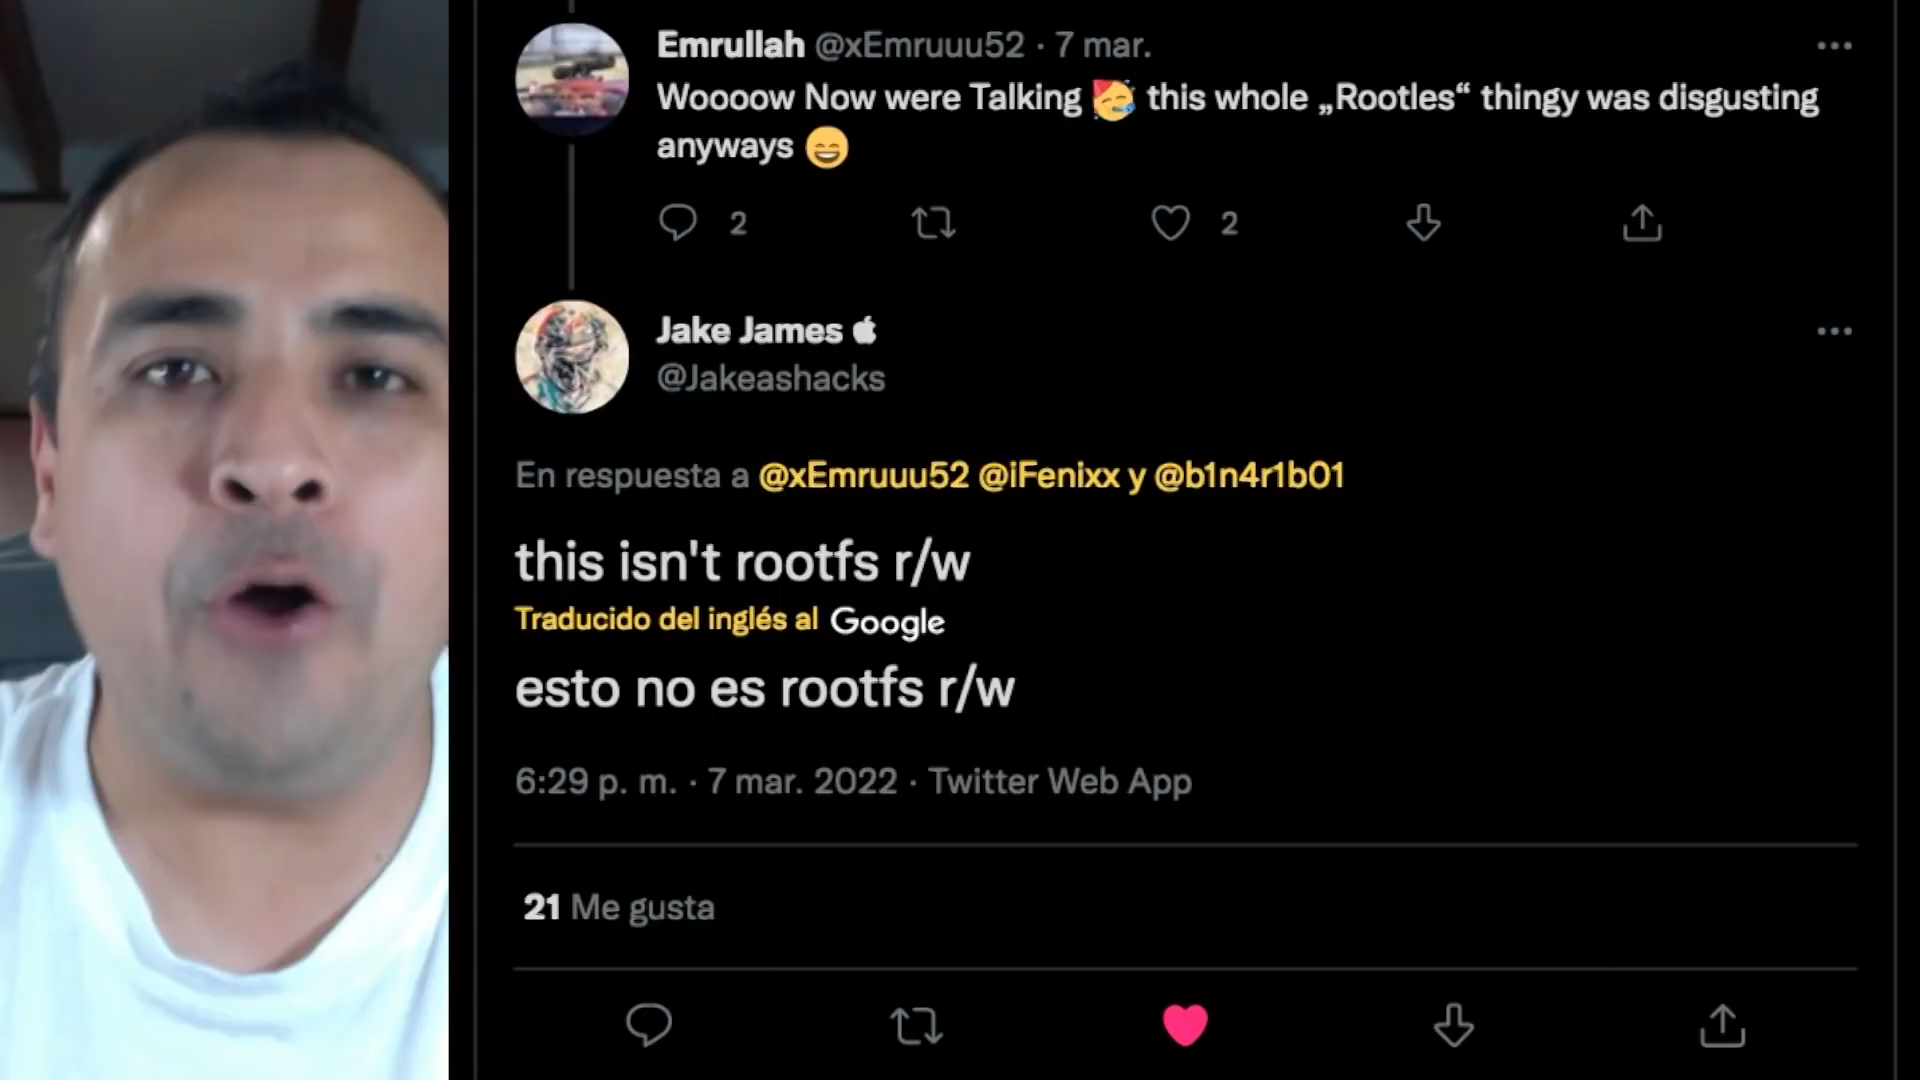 Emrullah @xEmruuu52 · 7 mar.
Woooow Now were Talking 🥳 this whole „Rootles“ thingy was disgusting
anyways 😄
2 2
Jake James
@Jakeashacks
En respuesta a @xEmruuu52 @iFenixx y @b1n4r1b01
this isn't rootfs r/w
Traducido del inglés al Google
esto no es rootfs r/w
6:29 p. m. · 7 mar. 2022 · Twitter Web App
21 Me gusta